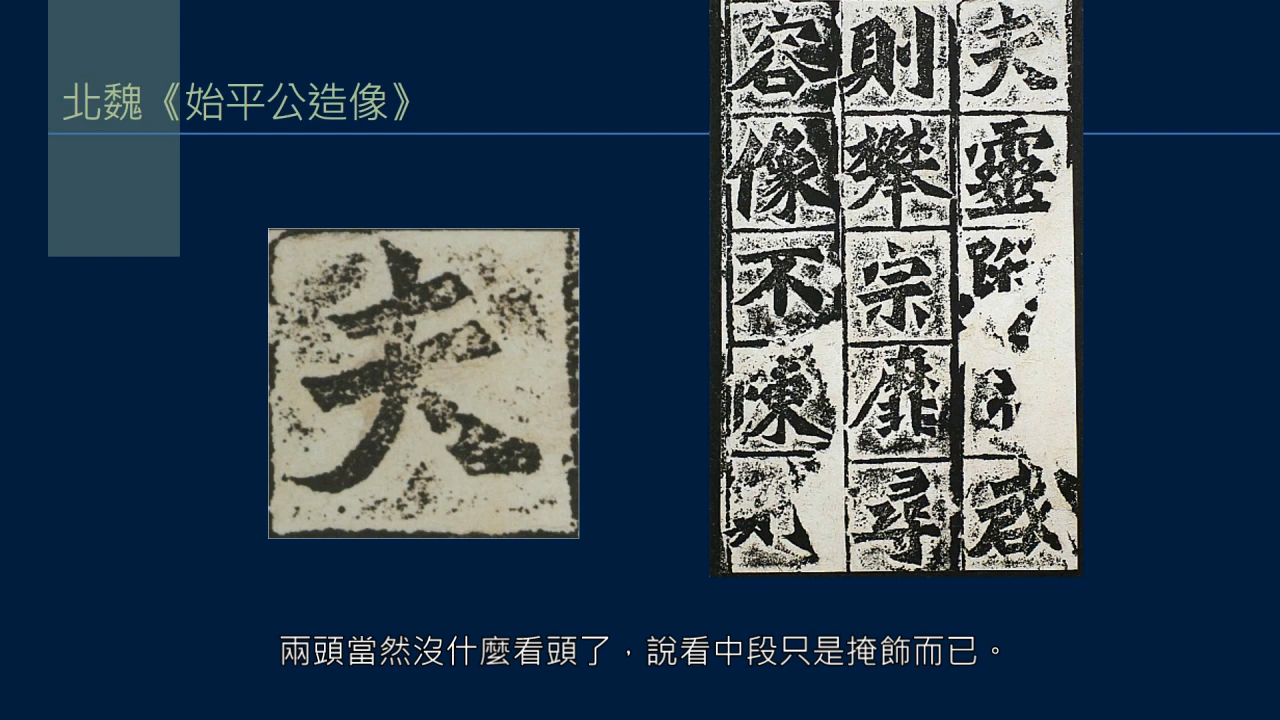 北魏《始平公造像》
夫
夫靈
啟
則攀宗靡尋
容像不陳
兩頭當然沒什麼看頭了，說看中段只是掩飾而已。